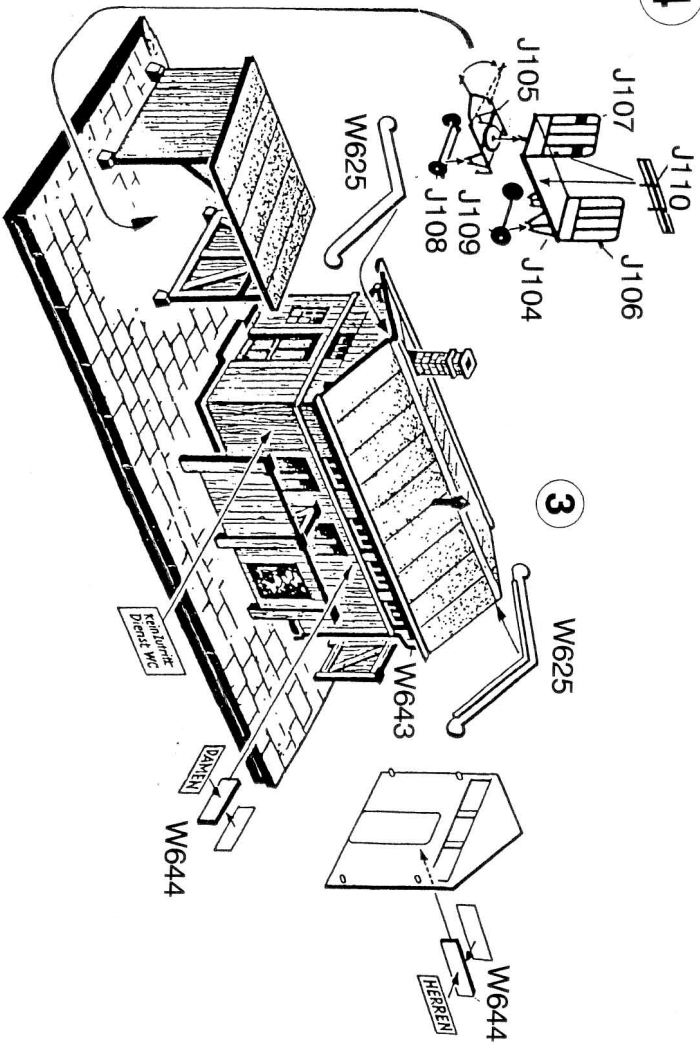 4
J105
J107
J110
J106
J104
J109
J108
W625
3
W625
W643
Kein Zutritt
Dienst WC
DAMEN
W644
W644
HERREN